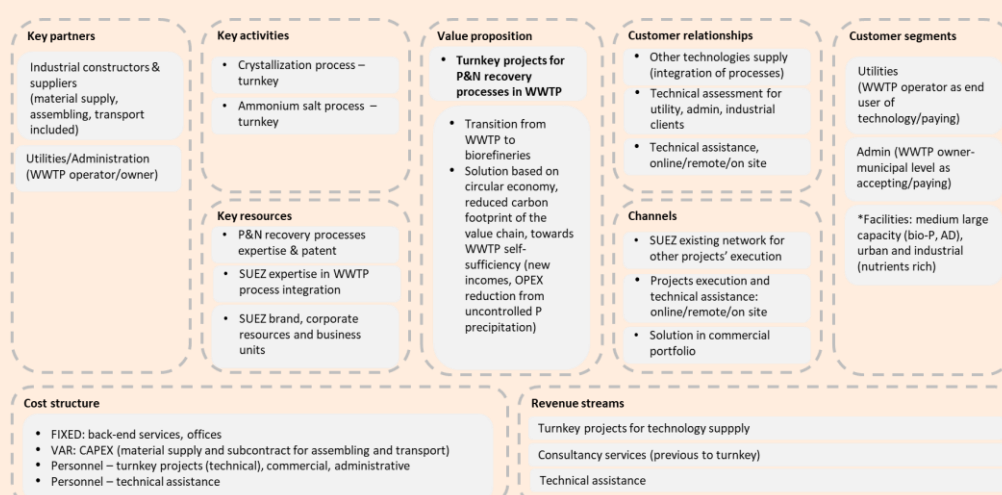 Key partners
Industrial constructors &
suppliers
(material supply,
assembling, transport
included)
Utilities/Administration
(WWTP operator/owner)
Key activities
• Crystallization process –
turnkey
• Ammonium salt process –
turnkey
Key resources
• P&N recovery processes
expertise & patent
• SUEZ expertise in WWTP
process integration
• SUEZ brand, corporate
resources and business
units
Value proposition
• Turnkey projects for
P&N recovery
processes in WWTP
• Transition from
WWTP to
biorefineries
• Solution based on
circular economy,
reduced carbon
footprint of the
value chain, towards
WWTP self-
sufficiency (new
incomes, OPEX
reduction from
uncontrolled P
precipitation)
Customer relationships
• Other technologies supply
(integration of processes)
• Technical assessment for
utility, admin, industrial
clients
• Technical assistance,
online/remote/on site
Channels
• SUEZ existing network for
other projects’ execution
• Projects execution and
technical assistance:
online/remote/on site
• Solution in commercial
portfolio
Customer segments
Utilities
(WWTP operator as end
user of
technology/paying)
Admin (WWTP owner-
municipal level as
accepting/paying)
*Facilities: medium large
capacity (bio-P, AD),
urban and industrial
(nutrients rich)
Cost structure
• FIXED: back-end services, offices
• VAR: CAPEX (material supply and subcontract for assembling and transport)
• Personnel – turnkey projects (technical), commercial, administrative
• Personnel – technical assistance
Revenue streams
Turnkey projects for technology suppply
Consultancy services (previous to turnkey)
Technical assistance